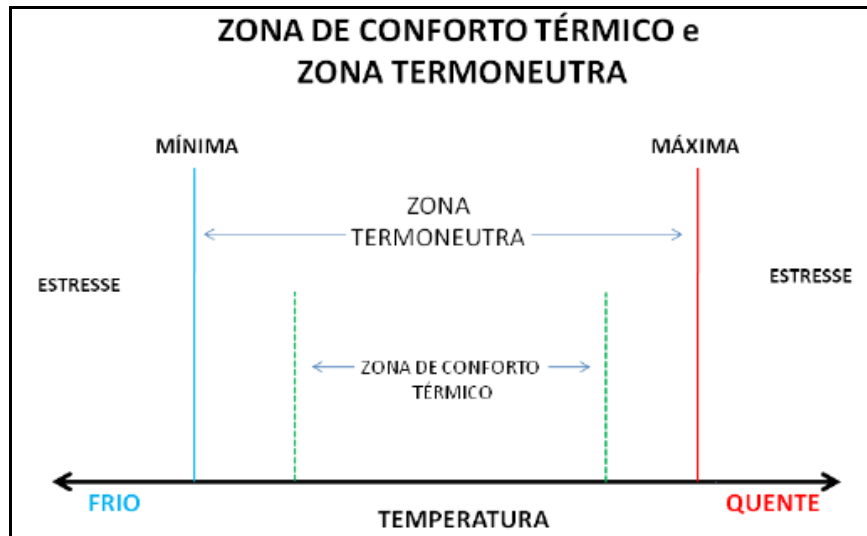 ZONA DE CONFORTO TÉRMICO e
ZONA TERMONEUTRA
MÍNIMA
MÁXIMA
ZONA
TERMONEUTRA
ESTRESSE
ESTRESSE
ZONA DE CONFORTO
TÉRMICO
FRIO
QUENTE
TEMPERATURA